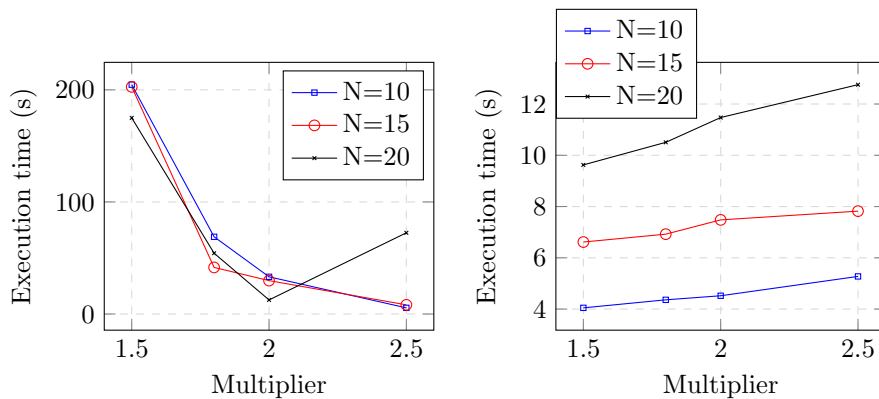 200
100
0
1.5
2
2.5
Multiplier
Execution time (s)
N=10
N=15
N=20
12
10
8
6
4
1.5
2
2.5
Multiplier
Execution time (s)
N=10
N=15
N=20